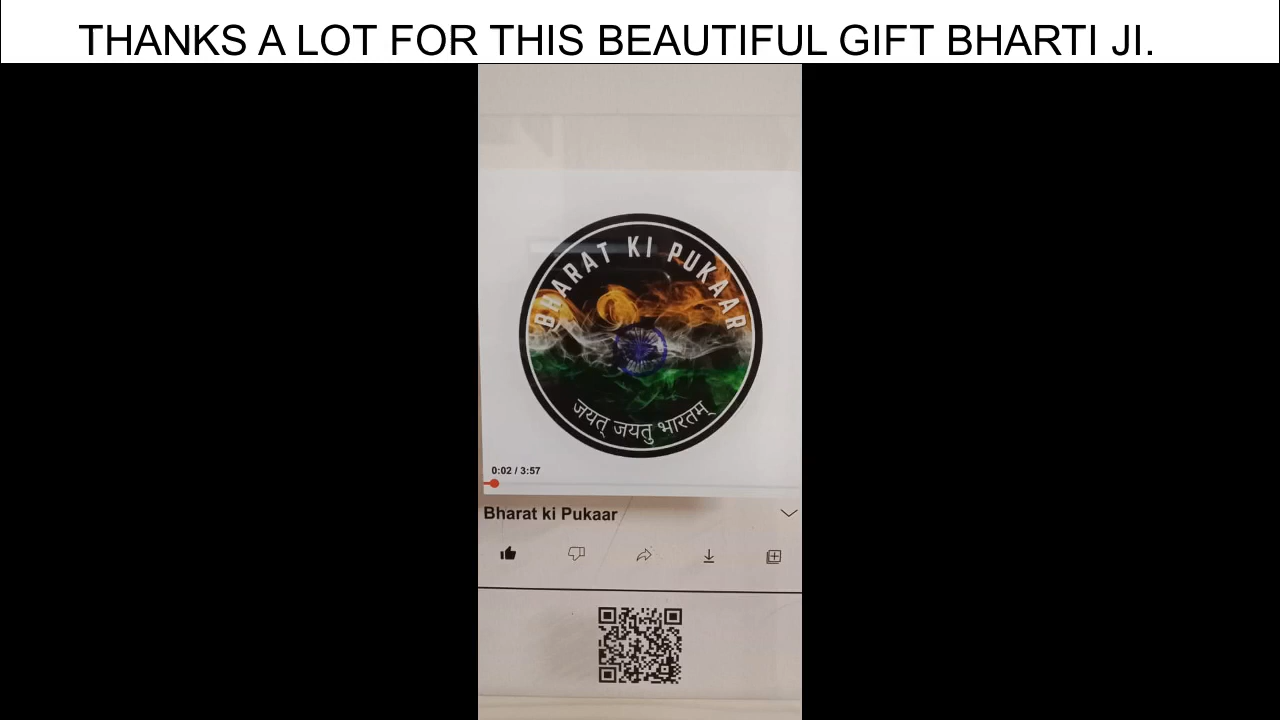 THANKS A LOT FOR THIS BEAUTIFUL GIFT BHARTI JI.
BHARAT KI PUKAAR
जयतु जयतु भारतम्
0:02 / 3:57
Bharat ki Pukaar